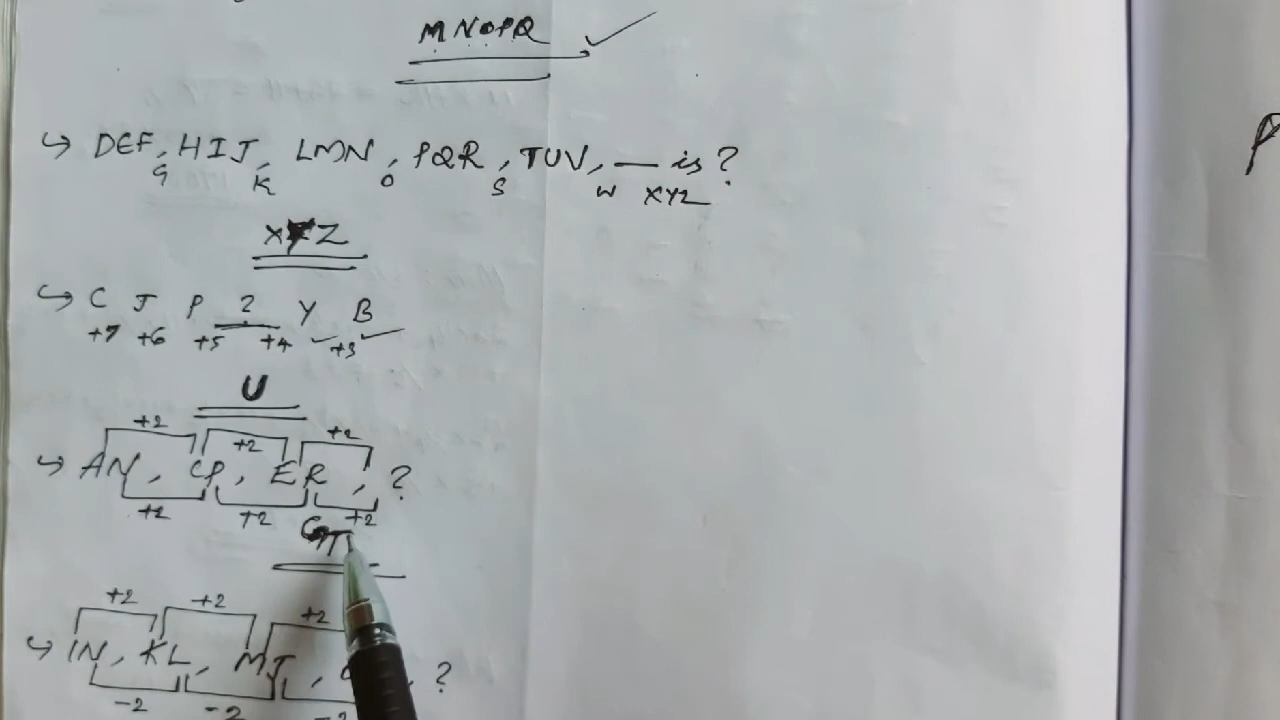 MNOPQ
↪ DEF, HIJ, LMN, PQR, TUV, — is?
G K O S W XYZ
XYZ
↪ C J P ? Y B
+7 +6 +5 +4 +3
U
+2 +2 +2
↪ AN, CP, ER, ?
+2 +2 +2
GT
+2 +2 +2
↪ IN, KL, MJ, ?
-2 -2 -2